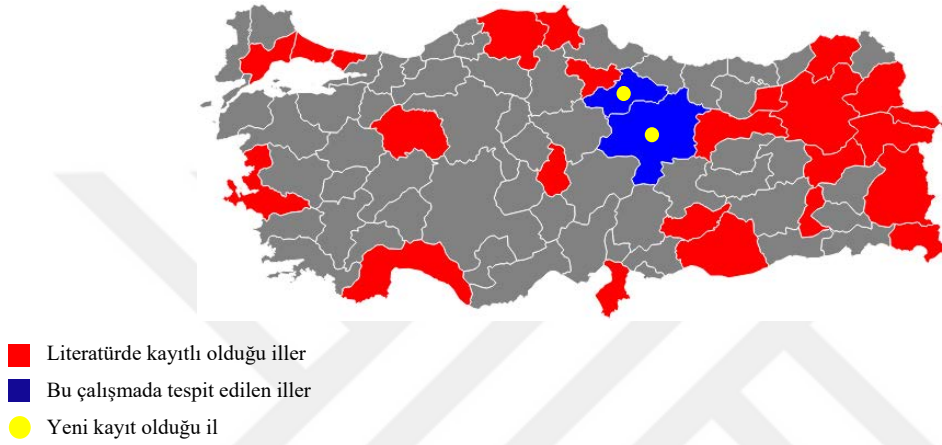 Literatürde kayıtlı olduğu iller
Bu çalışmada tespit edilen iller
Yeni kayıt olduğu il